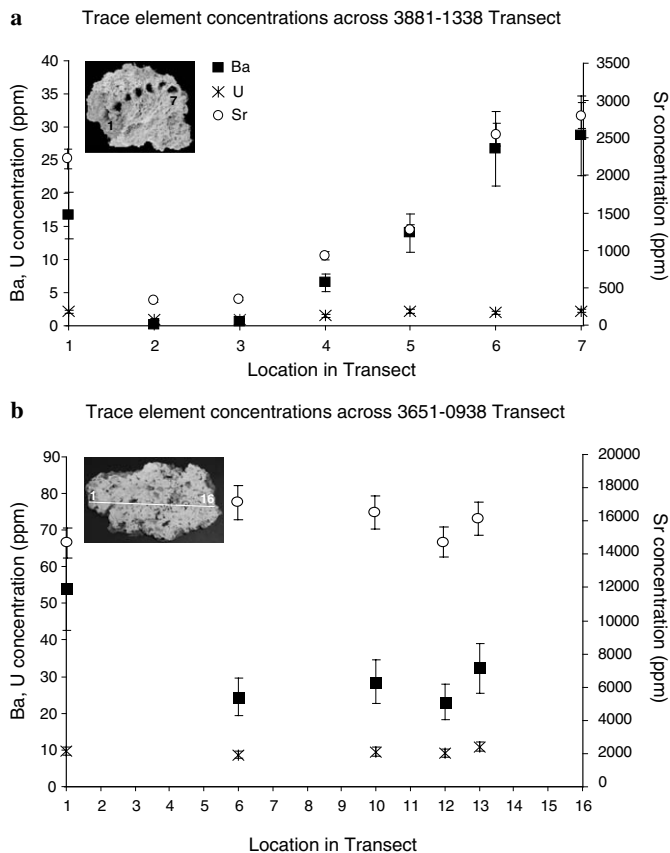 a
Trace element concentrations across 3881-1338 Transect
Ba, U concentration (ppm)
40
35
30
25
20
15
10
5
0
1
7
Ba
U
Sr
3500
3000
2500
2000
1500
1000
500
0
Sr concentration (ppm)
1 2 3 4 5 6 7
Location in Transect
b
Trace element concentrations across 3651-0938 Transect
Ba, U concentration (ppm)
90
80
70
60
50
40
30
20
10
0
1
16
20000
18000
16000
14000
12000
10000
8000
6000
4000
2000
0
Sr concentration (ppm)
1 2 3 4 5 6 7 8 9 10 11 12 13 14 15 16
Location in Transect